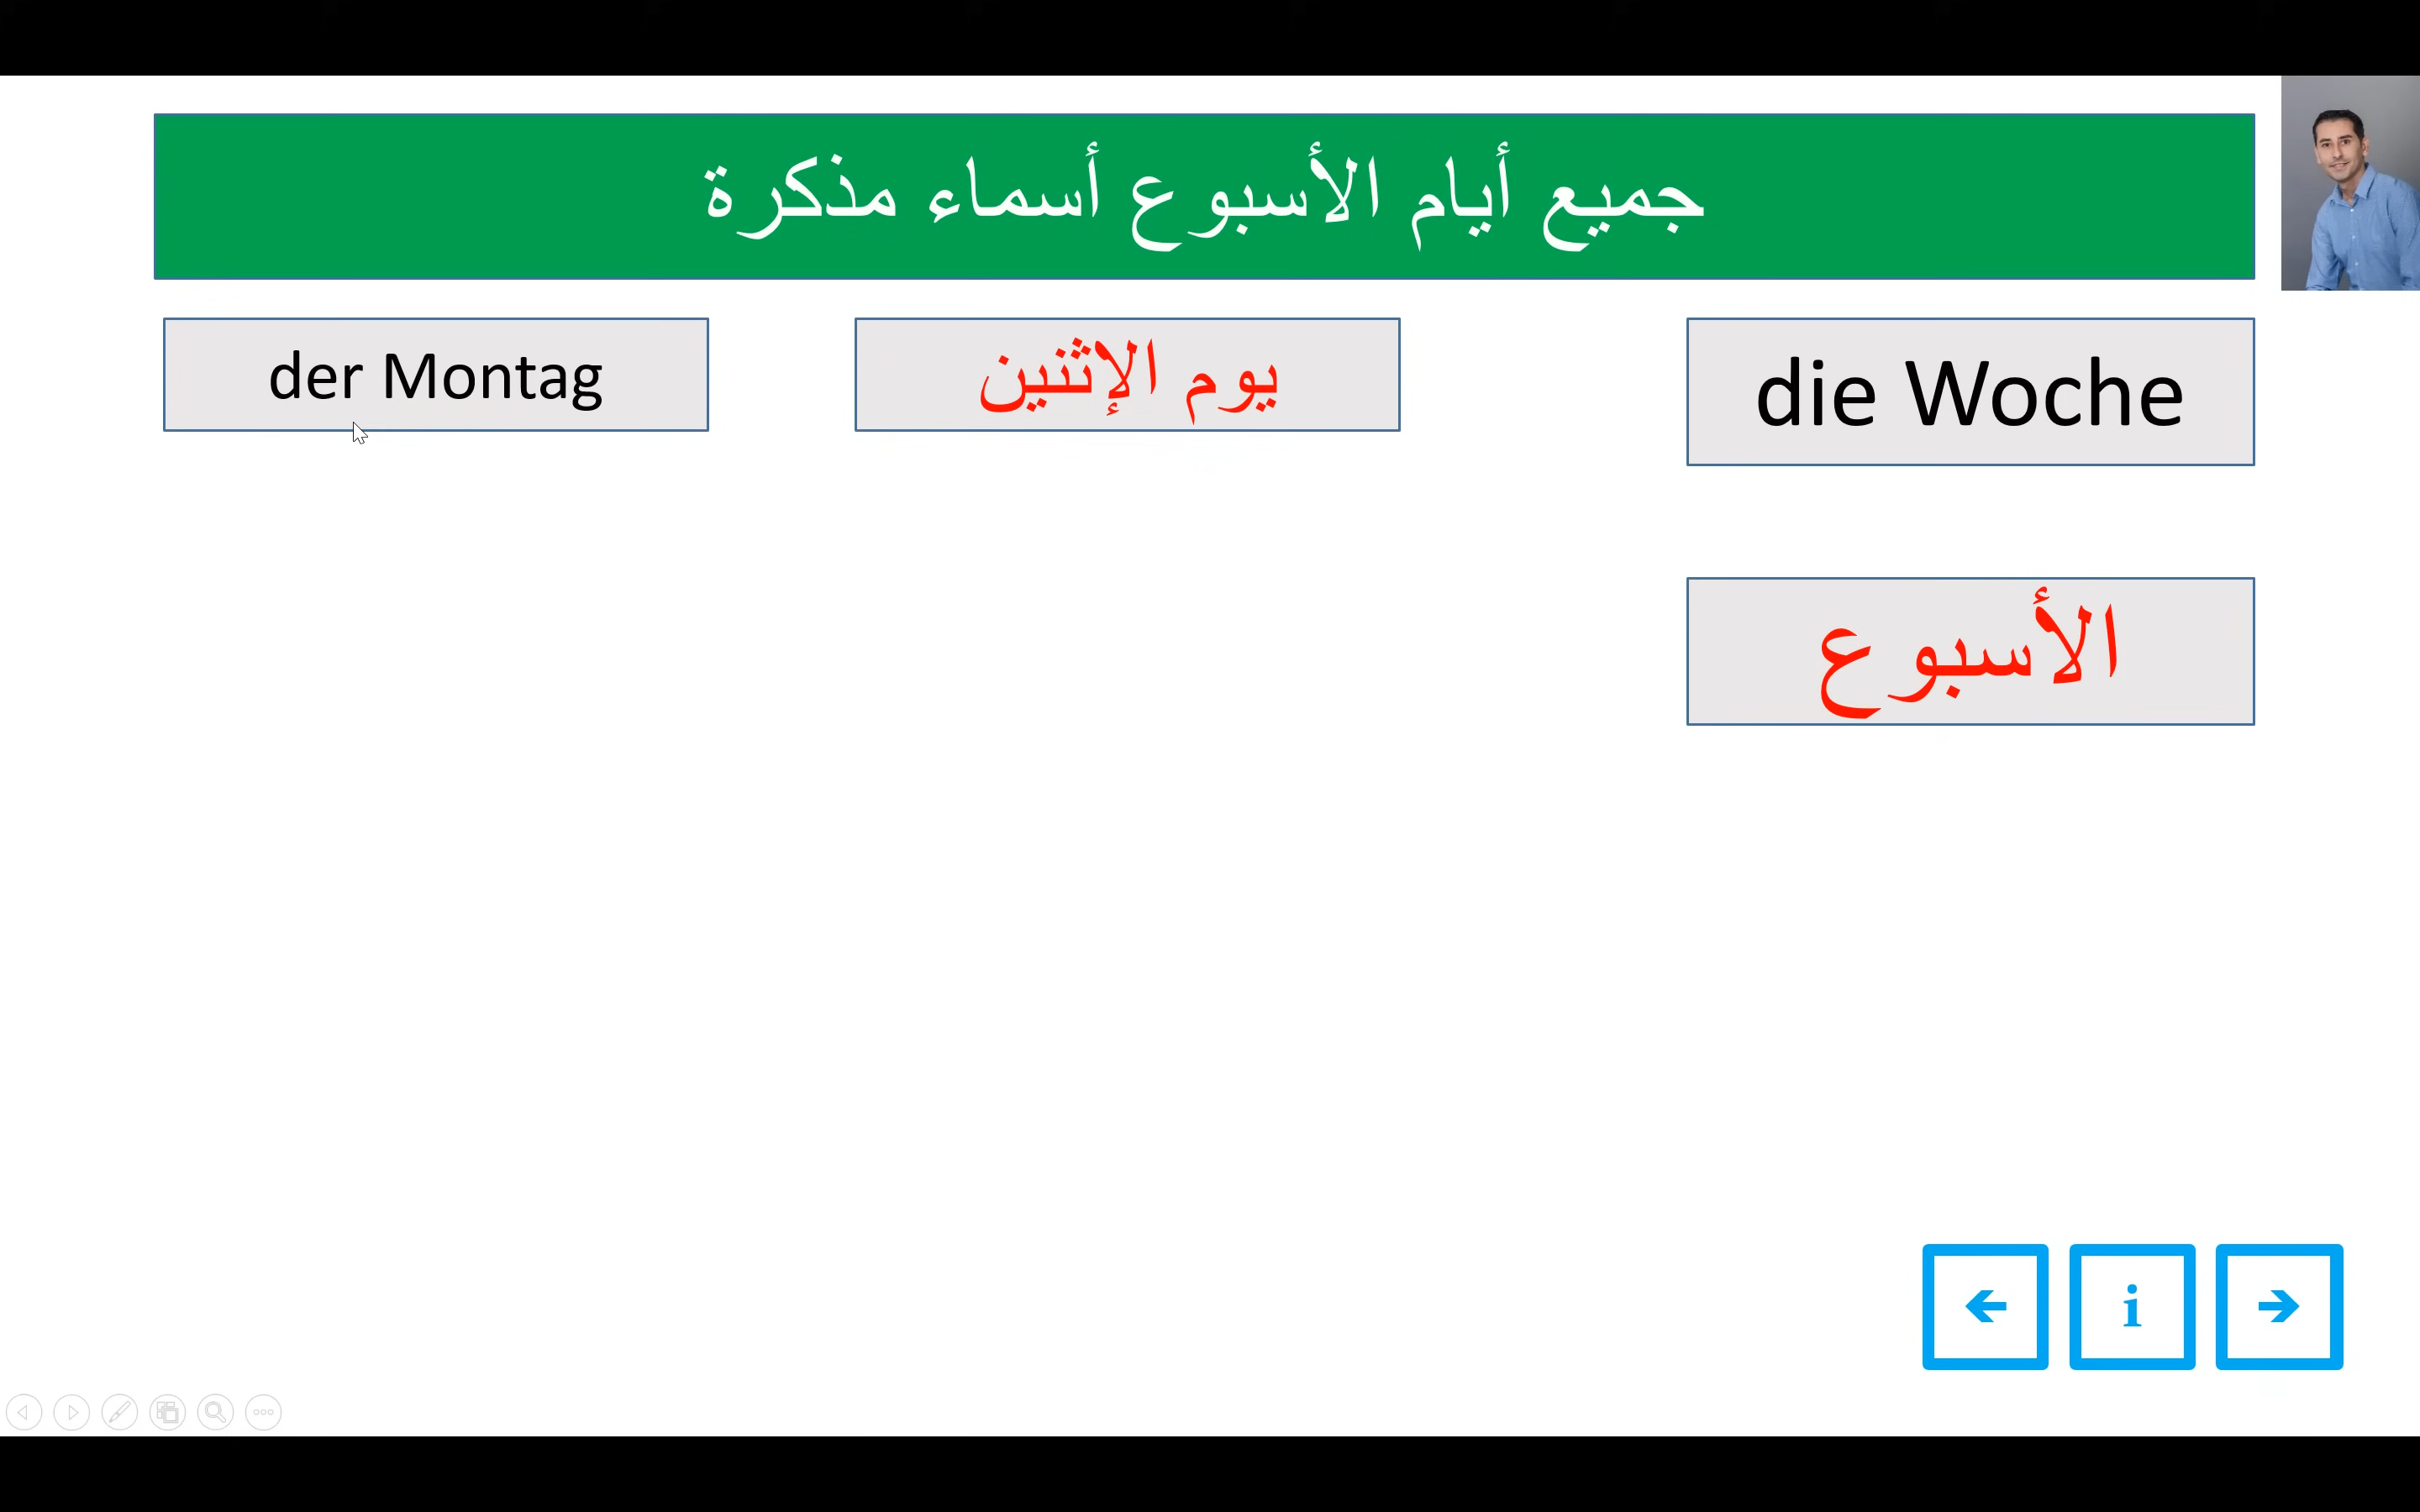 جميع أيام الأسبوع أسماء مذكرة
der Montag
يوم الإثنين
die Woche
الأسبوع
i